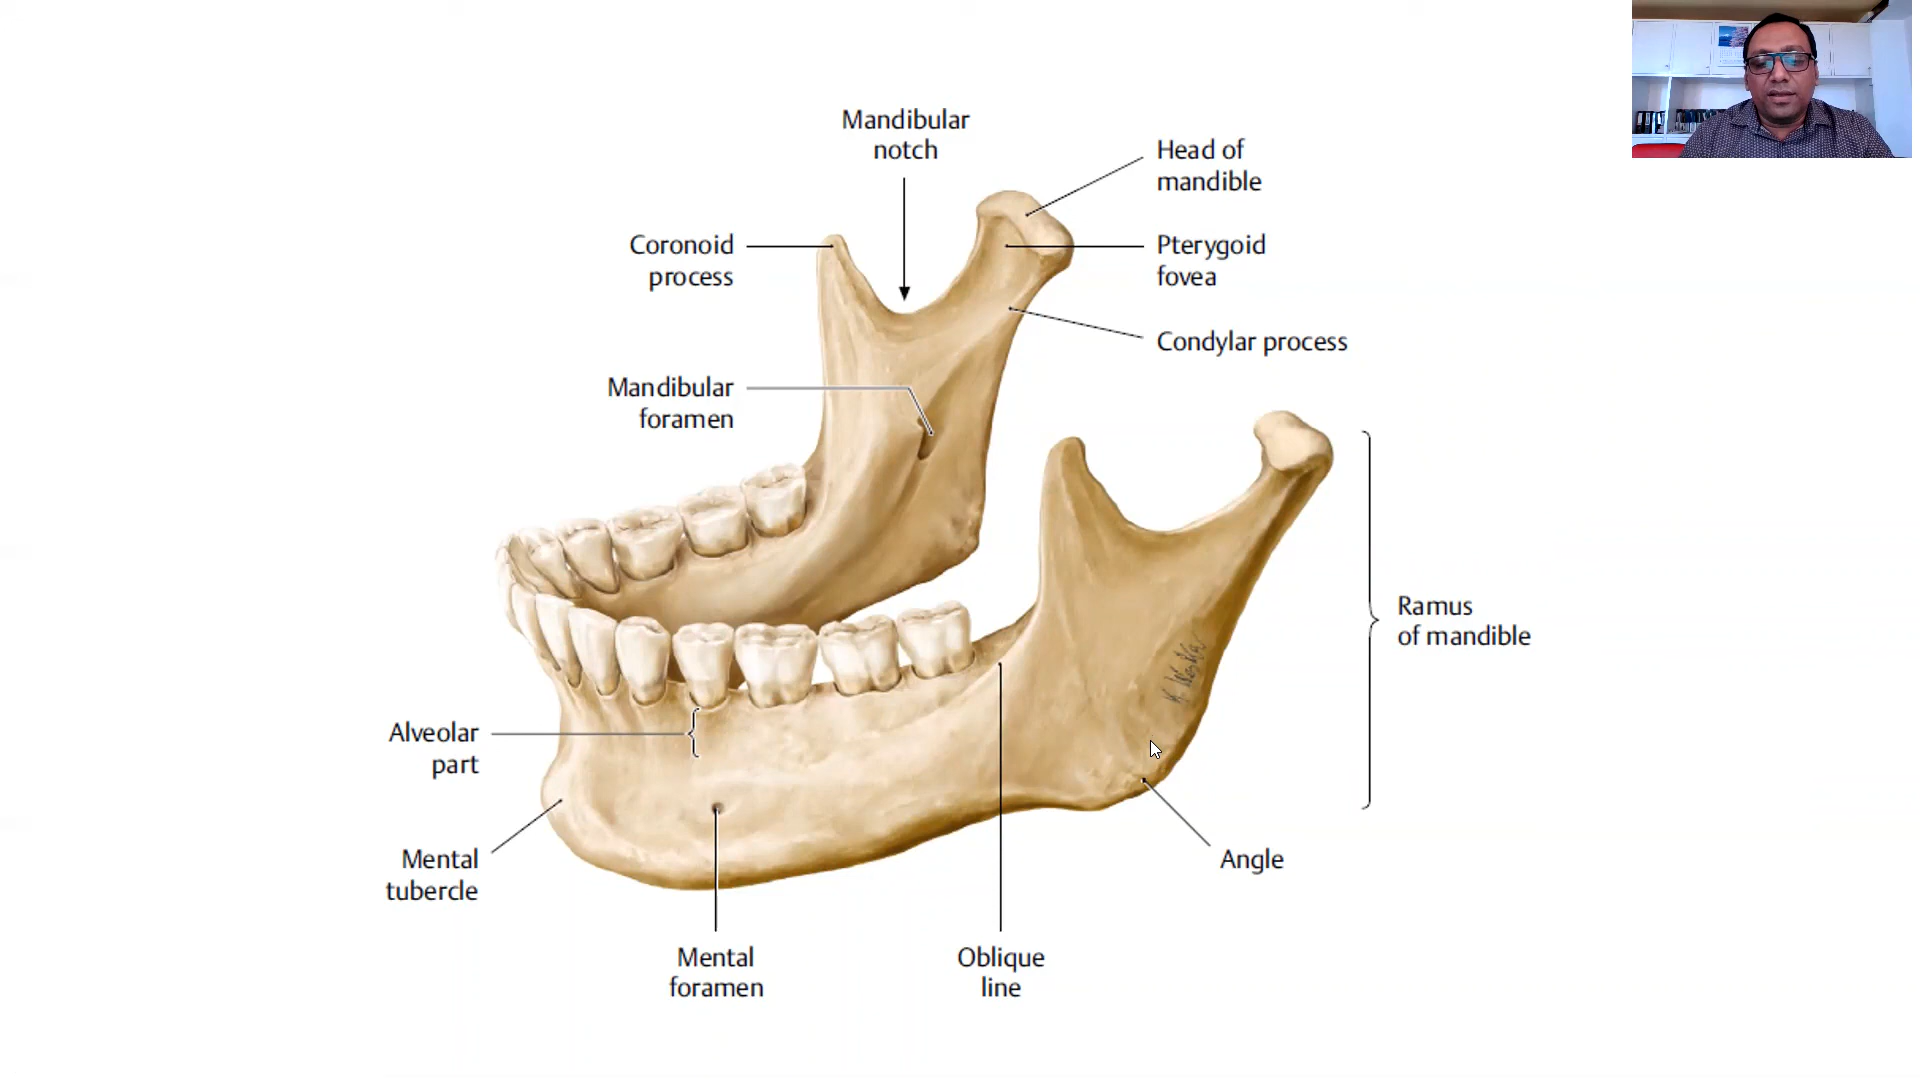 Mandibular
notch
Head of
mandible
Coronoid
process
Pterygoid
fovea
Condylar process
Mandibular
foramen
Ramus
of mandible
Alveolar
part
Mental
tubercle
Angle
Mental
foramen
Oblique
line